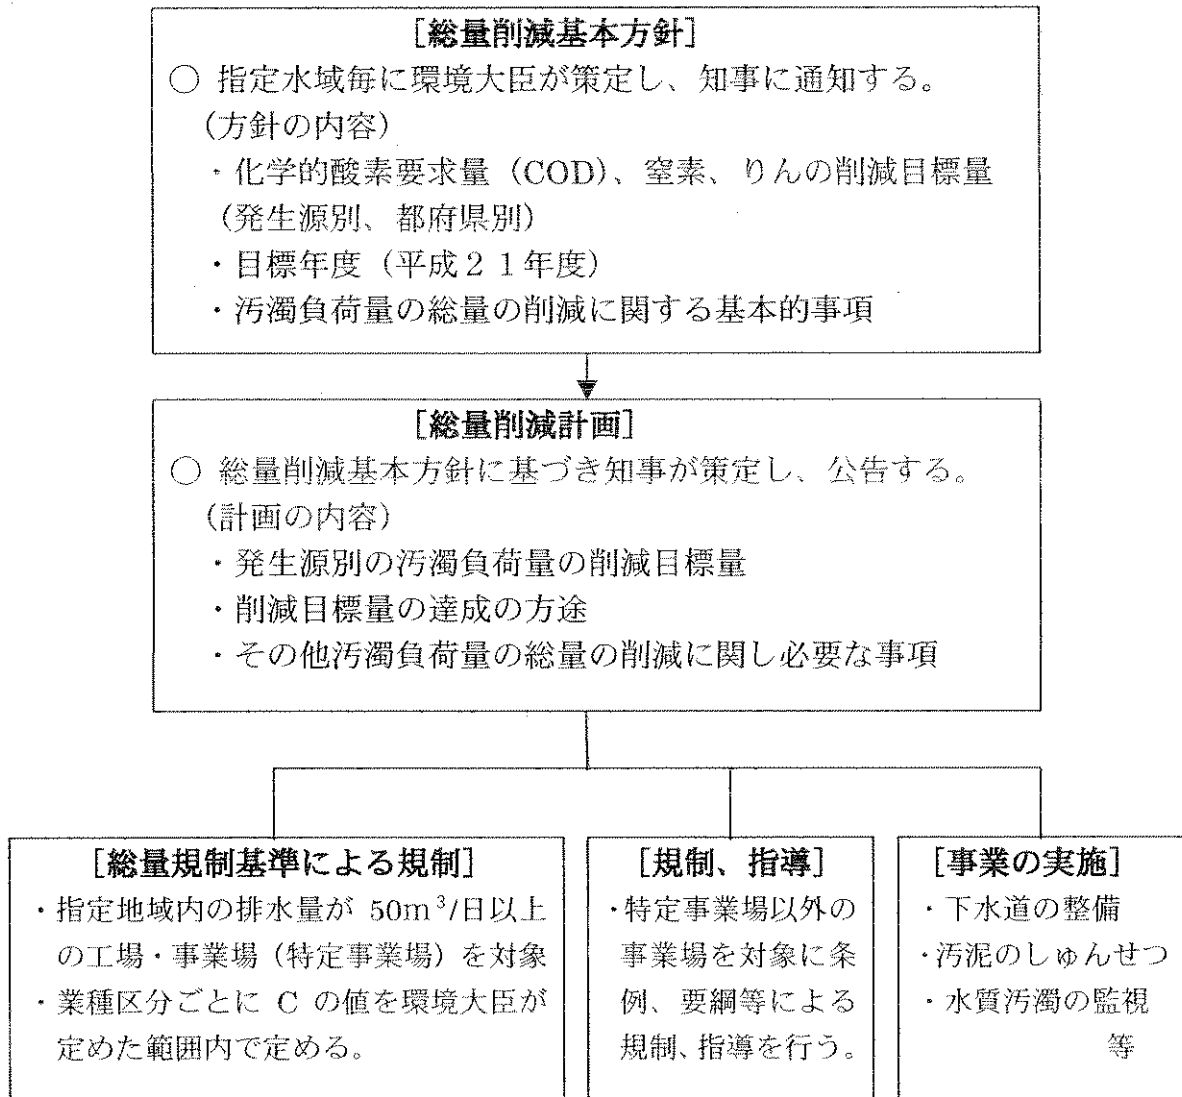 [総量削減基本方針]
○ 指定水域毎に環境大臣が策定し、知事に通知する。
(方針の内容)
・化学的酸素要求量(COD)、窒素、りんの削減目標量
(発生源別、都府県別)
・目標年度(平成21年度)
・汚濁負荷量の総量の削減に関する基本的事項
[総量削減計画]
○ 総量削減基本方針に基づき知事が策定し、公告する。
(計画の内容)
・発生源別の汚濁負荷量の削減目標量
・削減目標量の達成の方途
・その他汚濁負荷量の総量の削減に関し必要な事項
[総量規制基準による規制]
・指定地域内の排水量が 50m³/日以上
の工場・事業場(特定事業場)を対象
・業種区分ごとに C の値を環境大臣が
定めた範囲内で定める。
[規制、指導]
・特定事業場以外の
事業場を対象に条
例、要綱等による
規制、指導を行う。
[事業の実施]
・下水道の整備
・汚泥のしゅんせつ
・水質汚濁の監視
等